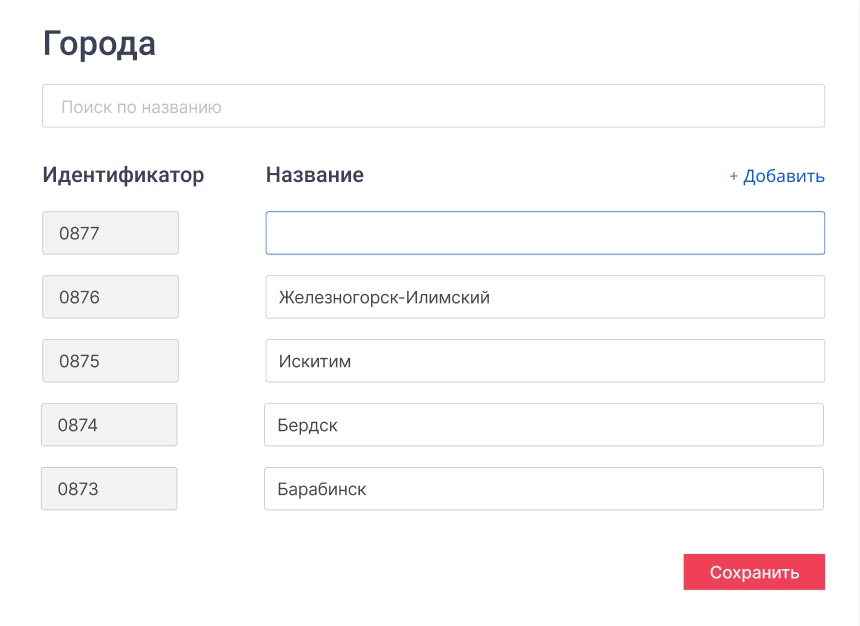 Города
Поиск по названию
Идентификатор Название + Добавить
0877
0876 Железногорск-Илимский
0875 Искитим
0874 Бердск
0873 Барабинск
Сохранить